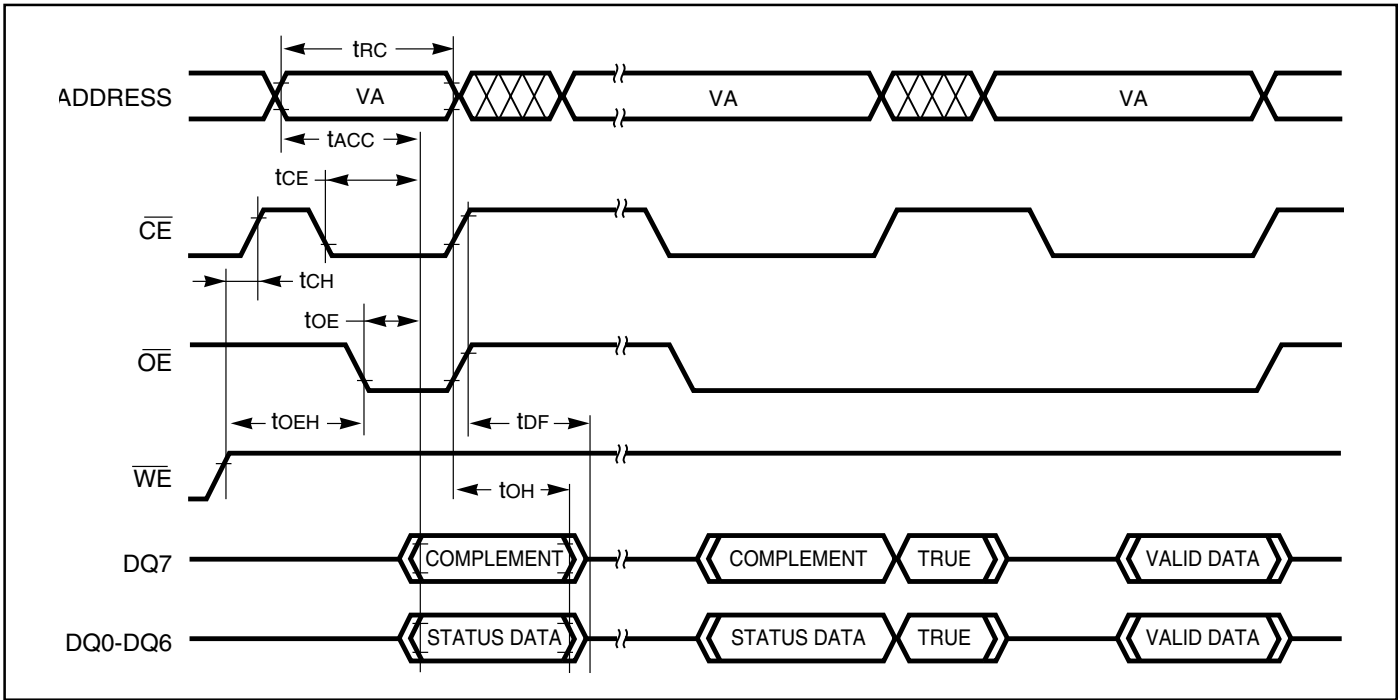 tRC
ADDRESS VA VA VA
tACC
tCE
CE
tCH
tOE
OE
tOEH tDF
WE
tOH
DQ7 COMPLEMENT COMPLEMENT TRUE VALID DATA
DQ0-DQ6 STATUS DATA STATUS DATA TRUE VALID DATA